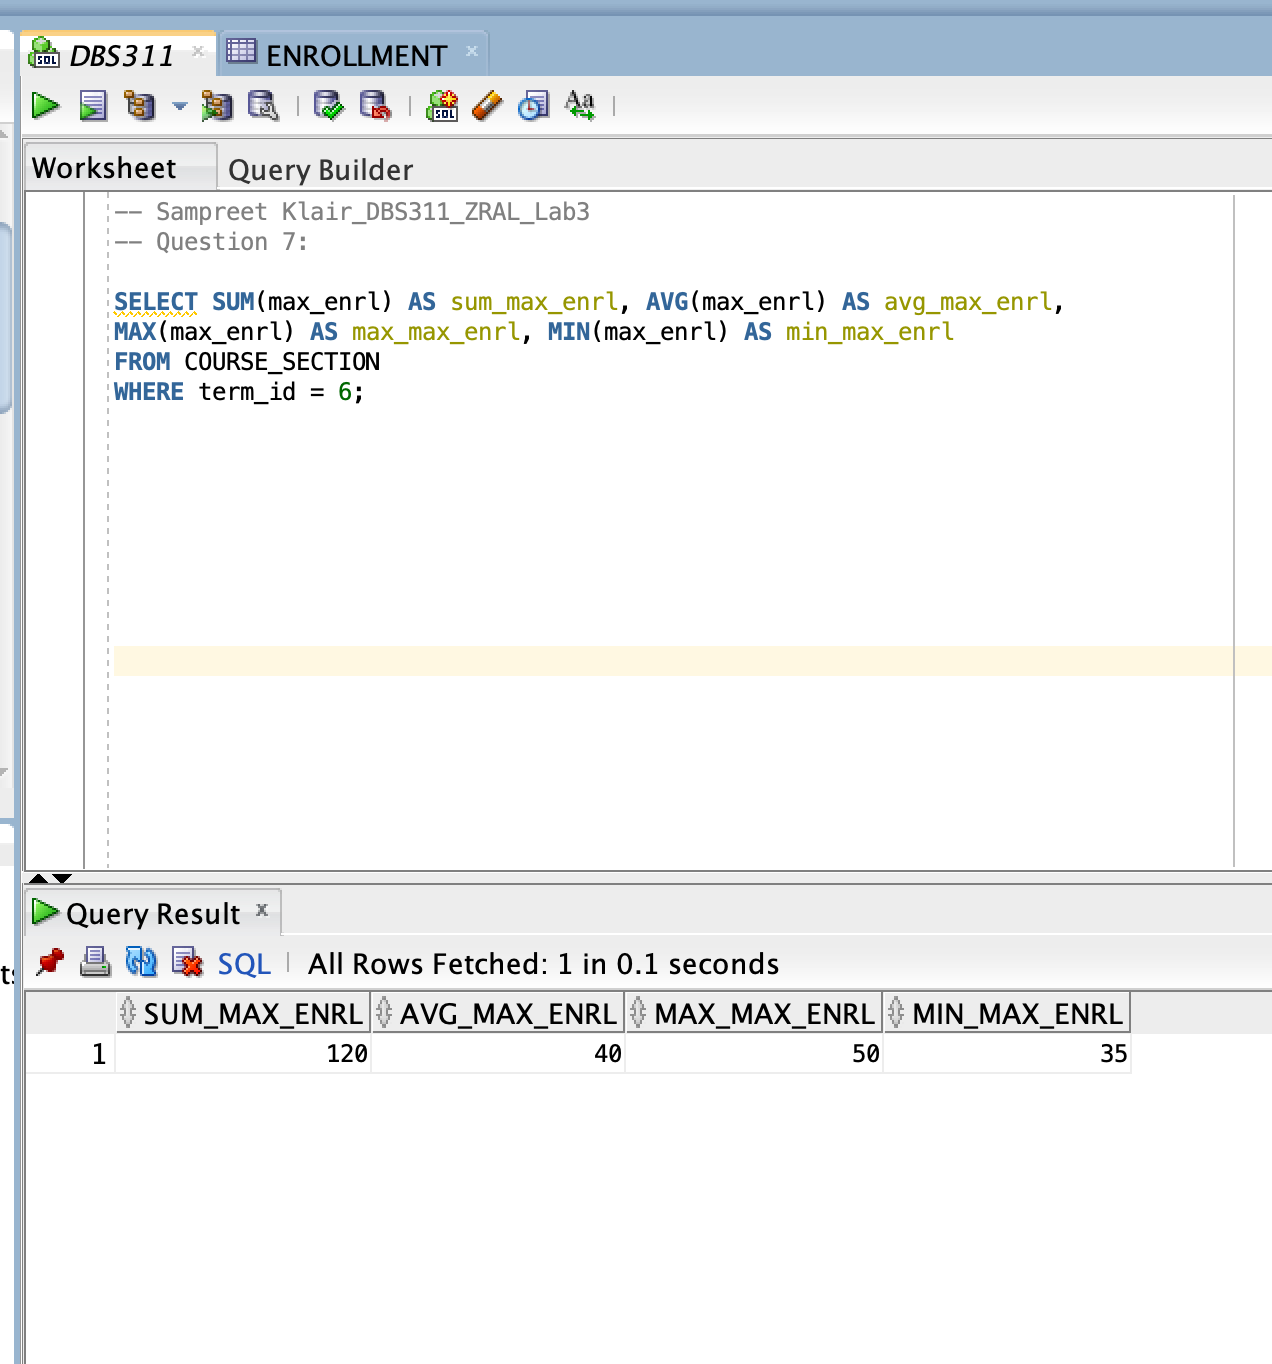 DBS311
ENROLLMENT
Worksheet
Query Builder
-- Sampreet Klair_DBS311_ZRAL_Lab3
-- Question 7:
SELECT SUM(max_enrl) AS sum_max_enrl, AVG(max_enrl) AS avg_max_enrl,
MAX(max_enrl) AS max_max_enrl, MIN(max_enrl) AS min_max_enrl
FROM COURSE_SECTION
WHERE term_id = 6;
Query Result
SQL All Rows Fetched: 1 in 0.1 seconds
SUM_MAX_ENRL AVG_MAX_ENRL MAX_MAX_ENRL MIN_MAX_ENRL
1 120 40 50 35